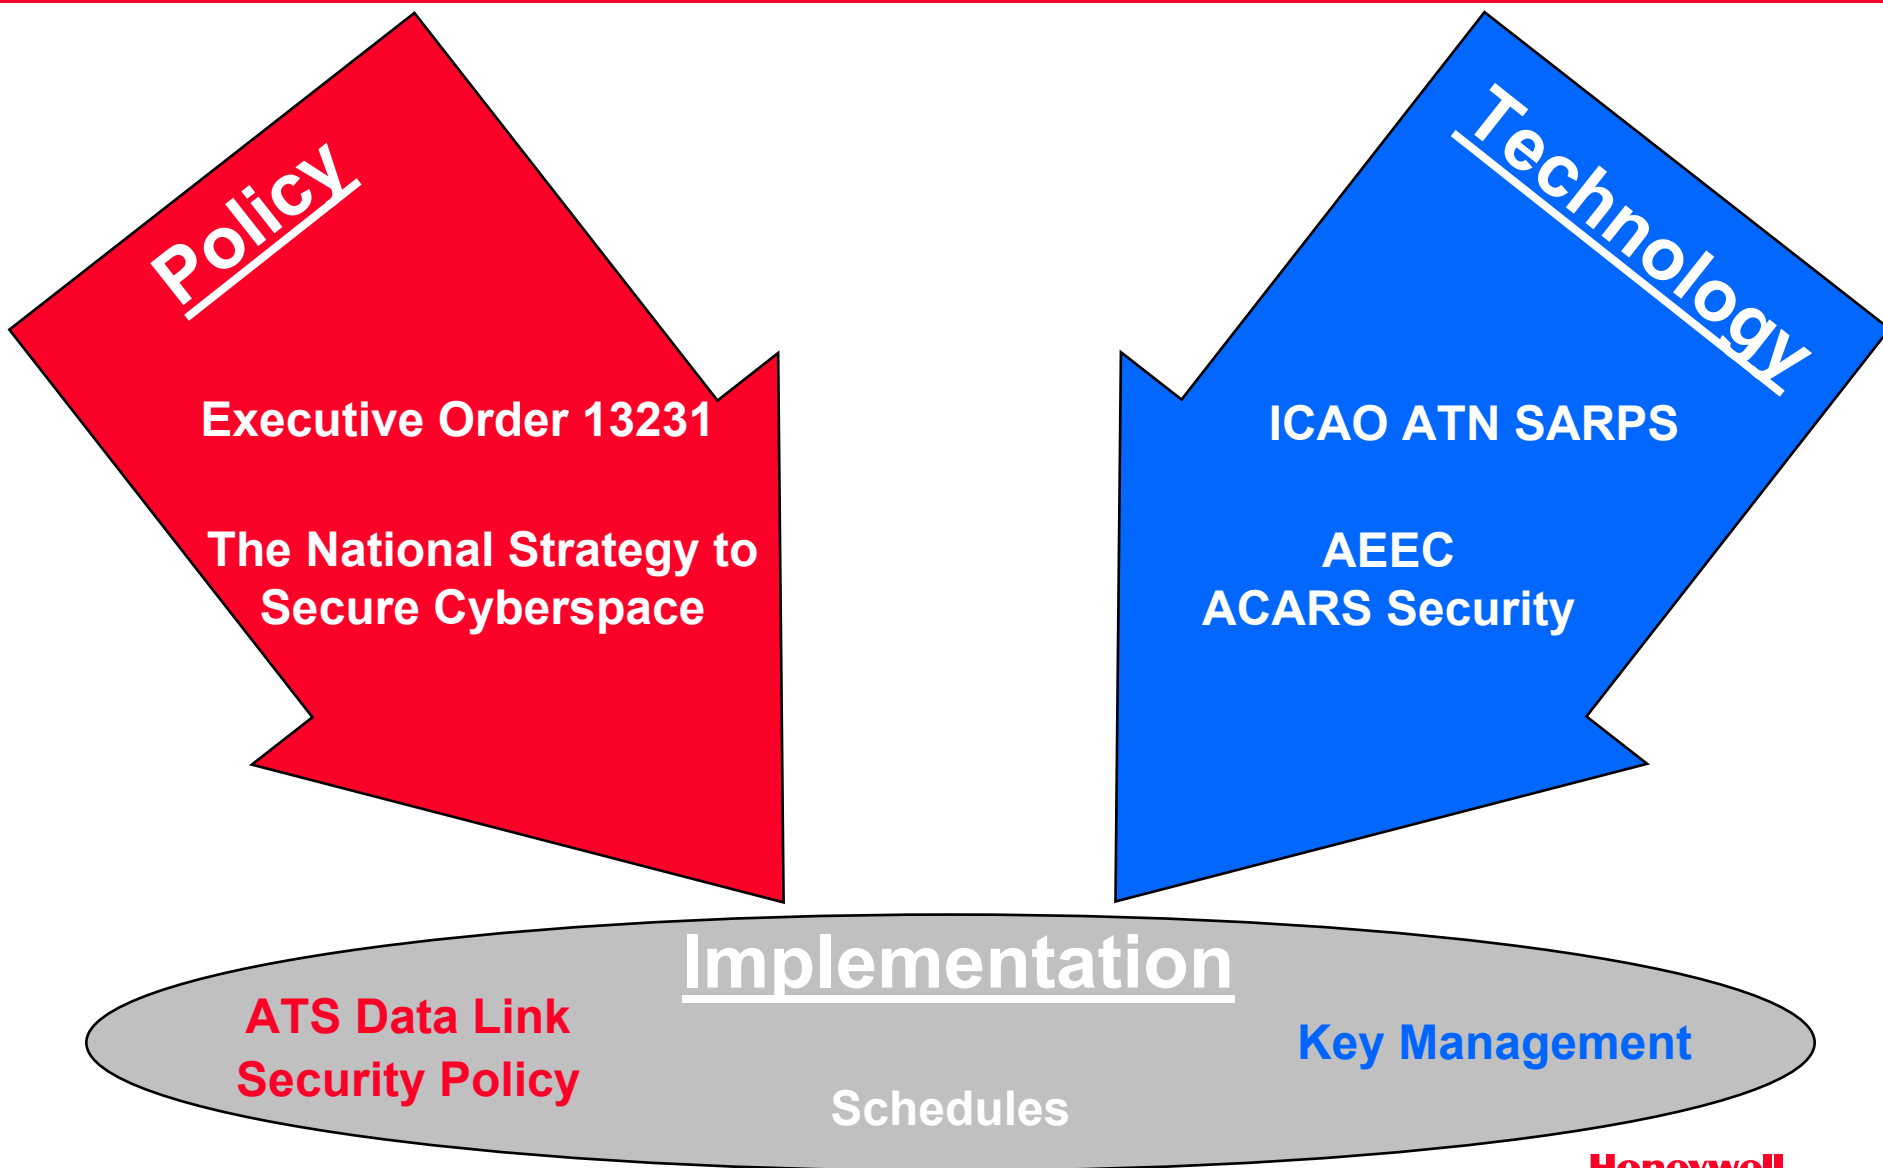 Policy
Executive Order 13231
The National Strategy to
Secure Cyberspace
Technology
ICAO ATN SARPS
AEEC
ACARS Security
Implementation
ATS Data Link
Security Policy
Schedules
Key Management
Honeywell